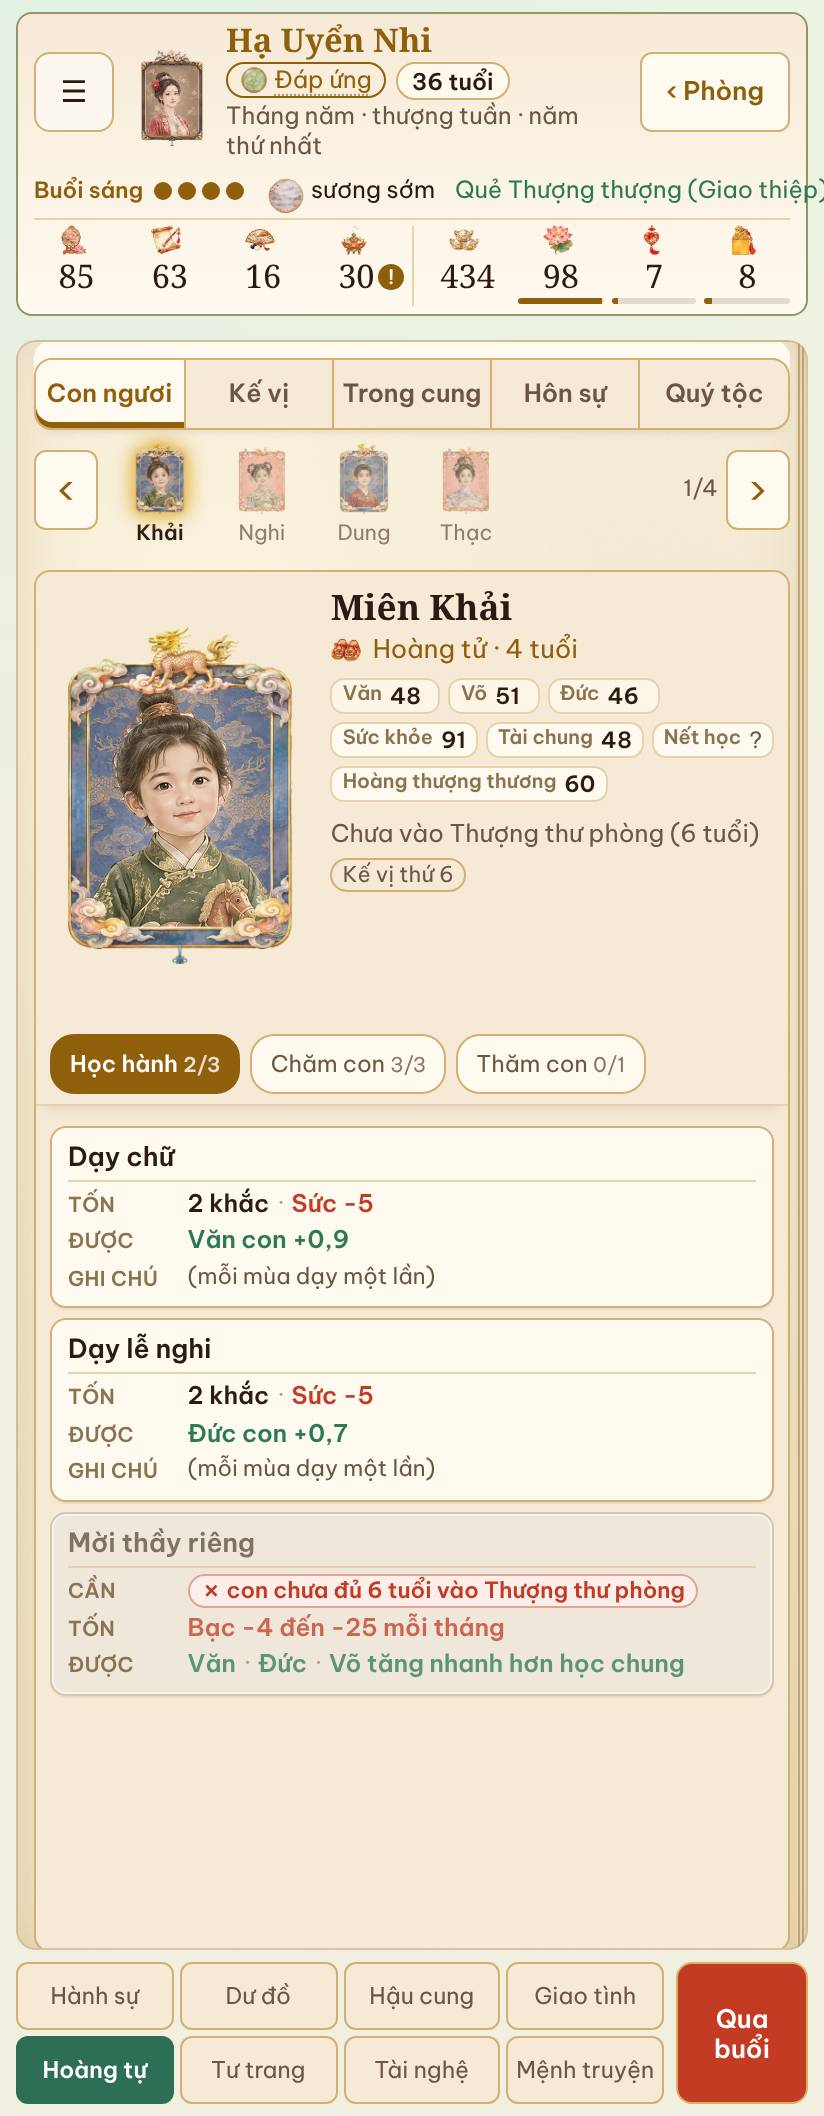 Hạ Uyển Nhi
☰
Đáp ứng 36 tuổi
‹ Phòng
Tháng năm · thượng tuần · năm
thứ nhất
Buổi sáng sương sớm Quẻ Thượng thượng (Giao thiệp)
85 63 16 30 ! 434 98 7 8
Con ngươi Kế vị Trong cung Hôn sự Quý tộc
‹ 1/4 ›
Khải Nghi Dung Thạc
Miên Khải
Hoàng tử · 4 tuổi
Văn 48 Võ 51 Đức 46
Sức khỏe 91 Tài chung 48 Nết học ?
Hoàng thượng thương 60
Chưa vào Thượng thư phòng (6 tuổi)
Kế vị thứ 6
Học hành 2/3 Chăm con 3/3 Thăm con 0/1
Dạy chữ
TỐN 2 khắc · Sức -5
ĐƯỢC Văn con +0,9
GHI CHÚ (mỗi mùa dạy một lần)
Dạy lễ nghi
TỐN 2 khắc · Sức -5
ĐƯỢC Đức con +0,7
GHI CHÚ (mỗi mùa dạy một lần)
Mời thầy riêng
CẦN × con chưa đủ 6 tuổi vào Thượng thư phòng
TỐN Bạc -4 đến -25 mỗi tháng
ĐƯỢC Văn · Đức · Võ tăng nhanh hơn học chung
Hành sự Dư đồ Hậu cung Giao tình
Qua
buổi
Hoàng tự Tư trang Tài nghệ Mệnh truyện